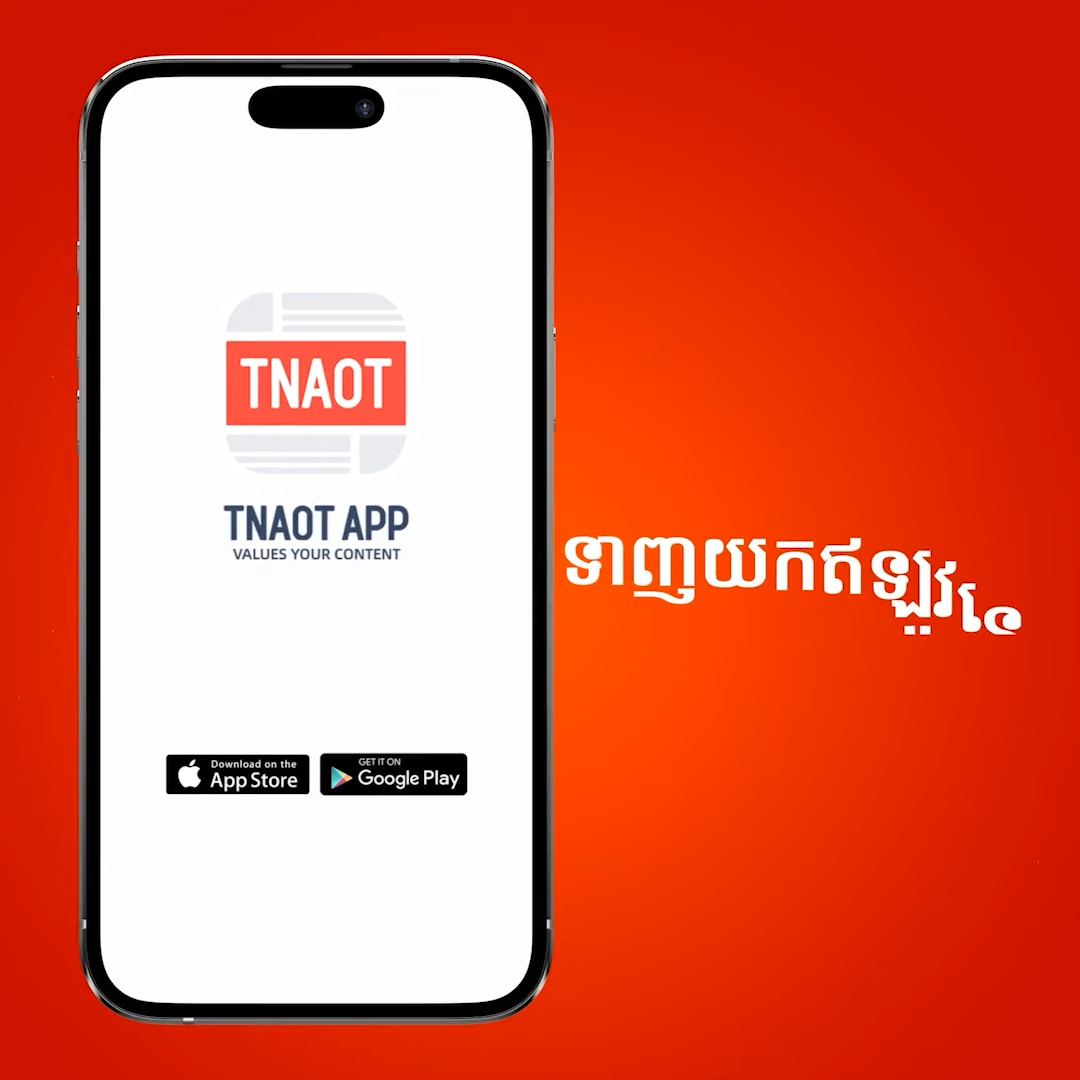 TNAOT
TNAOT APP
VALUES YOUR CONTENT
Download on the
App Store
GET IT ON
Google Play
ទាញយកឥឡូវ